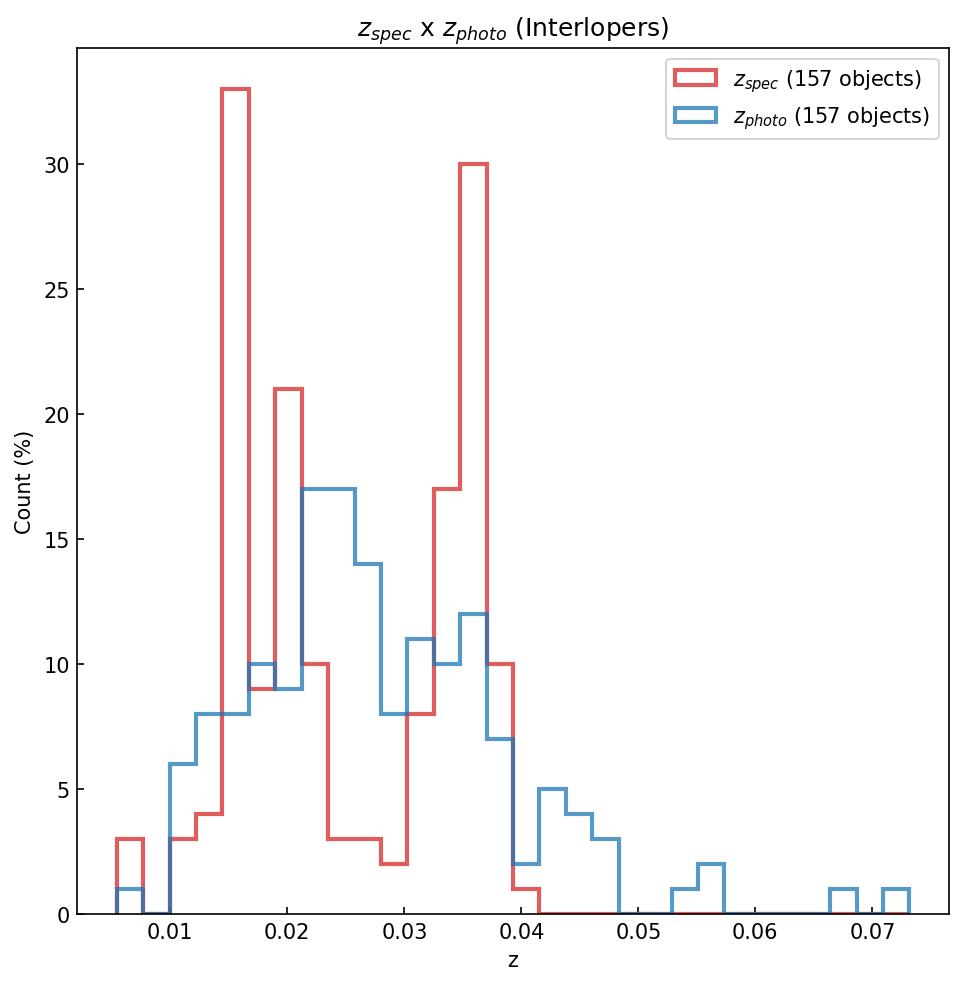 z_spec x z_photo (Interlopers)
z_spec (157 objects)
z_photo (157 objects)
Count (%)
30
25
20
15
10
5
0
0.01 0.02 0.03 0.04 0.05 0.06 0.07
z